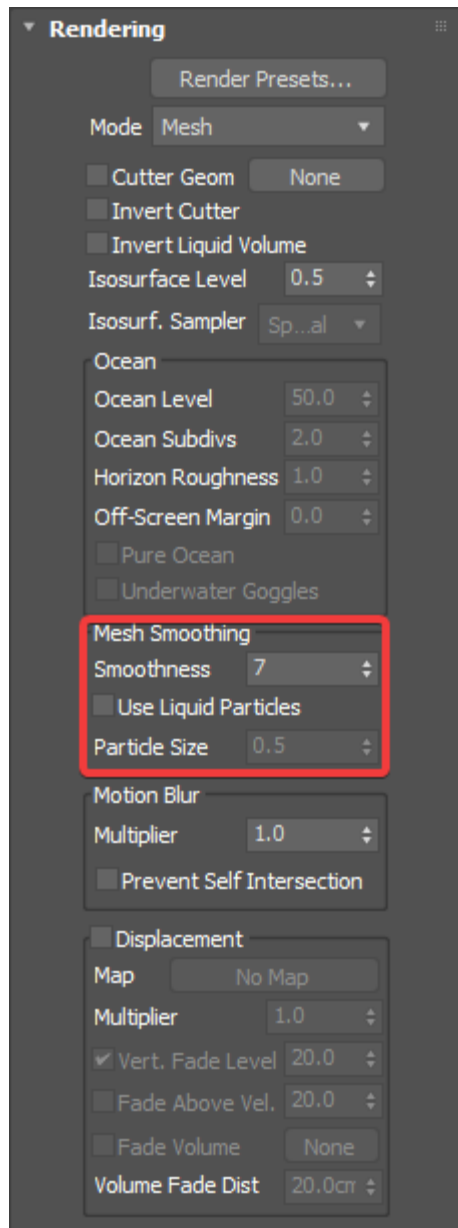 Rendering
Render Presets...
Mode Mesh
Cutter Geom None
Invert Cutter
Invert Liquid Volume
Isosurface Level 0.5
Isosurf. Sampler Sp...al
Ocean
Ocean Level 50.0
Ocean Subdivs 2.0
Horizon Roughness 1.0
Off-Screen Margin 0.0
Pure Ocean
Underwater Goggles
Mesh Smoothing
Smoothness 7
Use Liquid Particles
Particle Size 0.5
Motion Blur
Multiplier 1.0
Prevent Self Intersection
Displacement
Map No Map
Multiplier 1.0
Vert. Fade Level 20.0
Fade Above Vel. 20.0
Fade Volume None
Volume Fade Dist 20.0cm